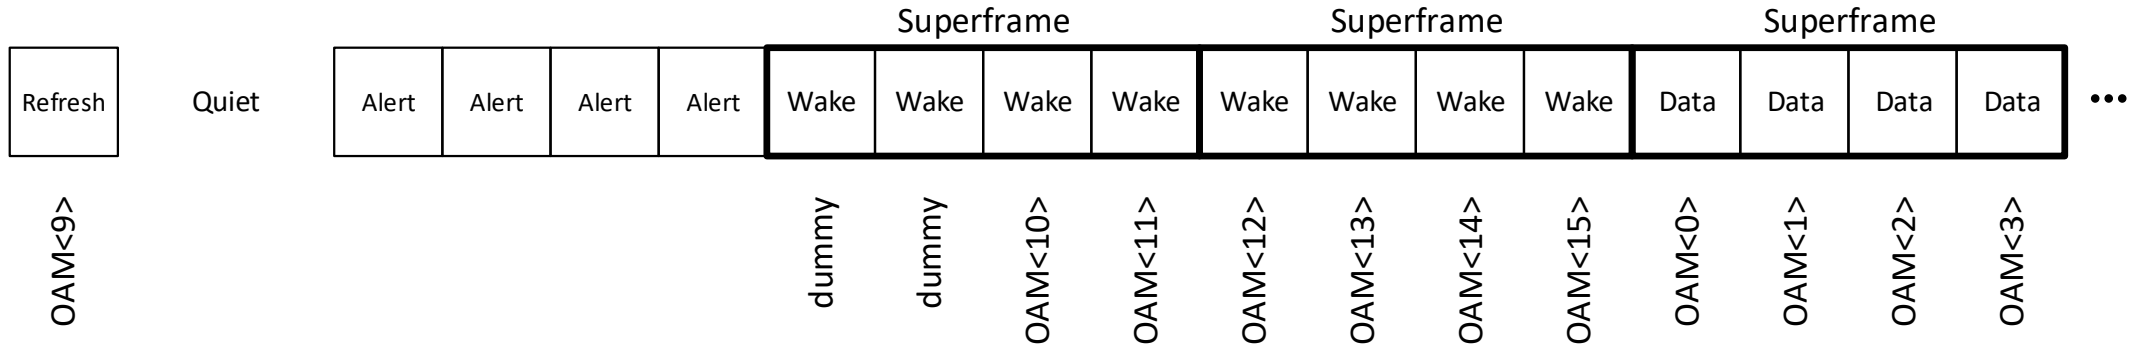 Superframe Superframe Superframe
Refresh Quiet Alert Alert Alert Alert Wake Wake Wake Wake Wake Wake Wake Wake Data Data Data Data •••
OAM<9> dummy dummy OAM<10> OAM<11> OAM<12> OAM<13> OAM<14> OAM<15> OAM<0> OAM<1> OAM<2> OAM<3>